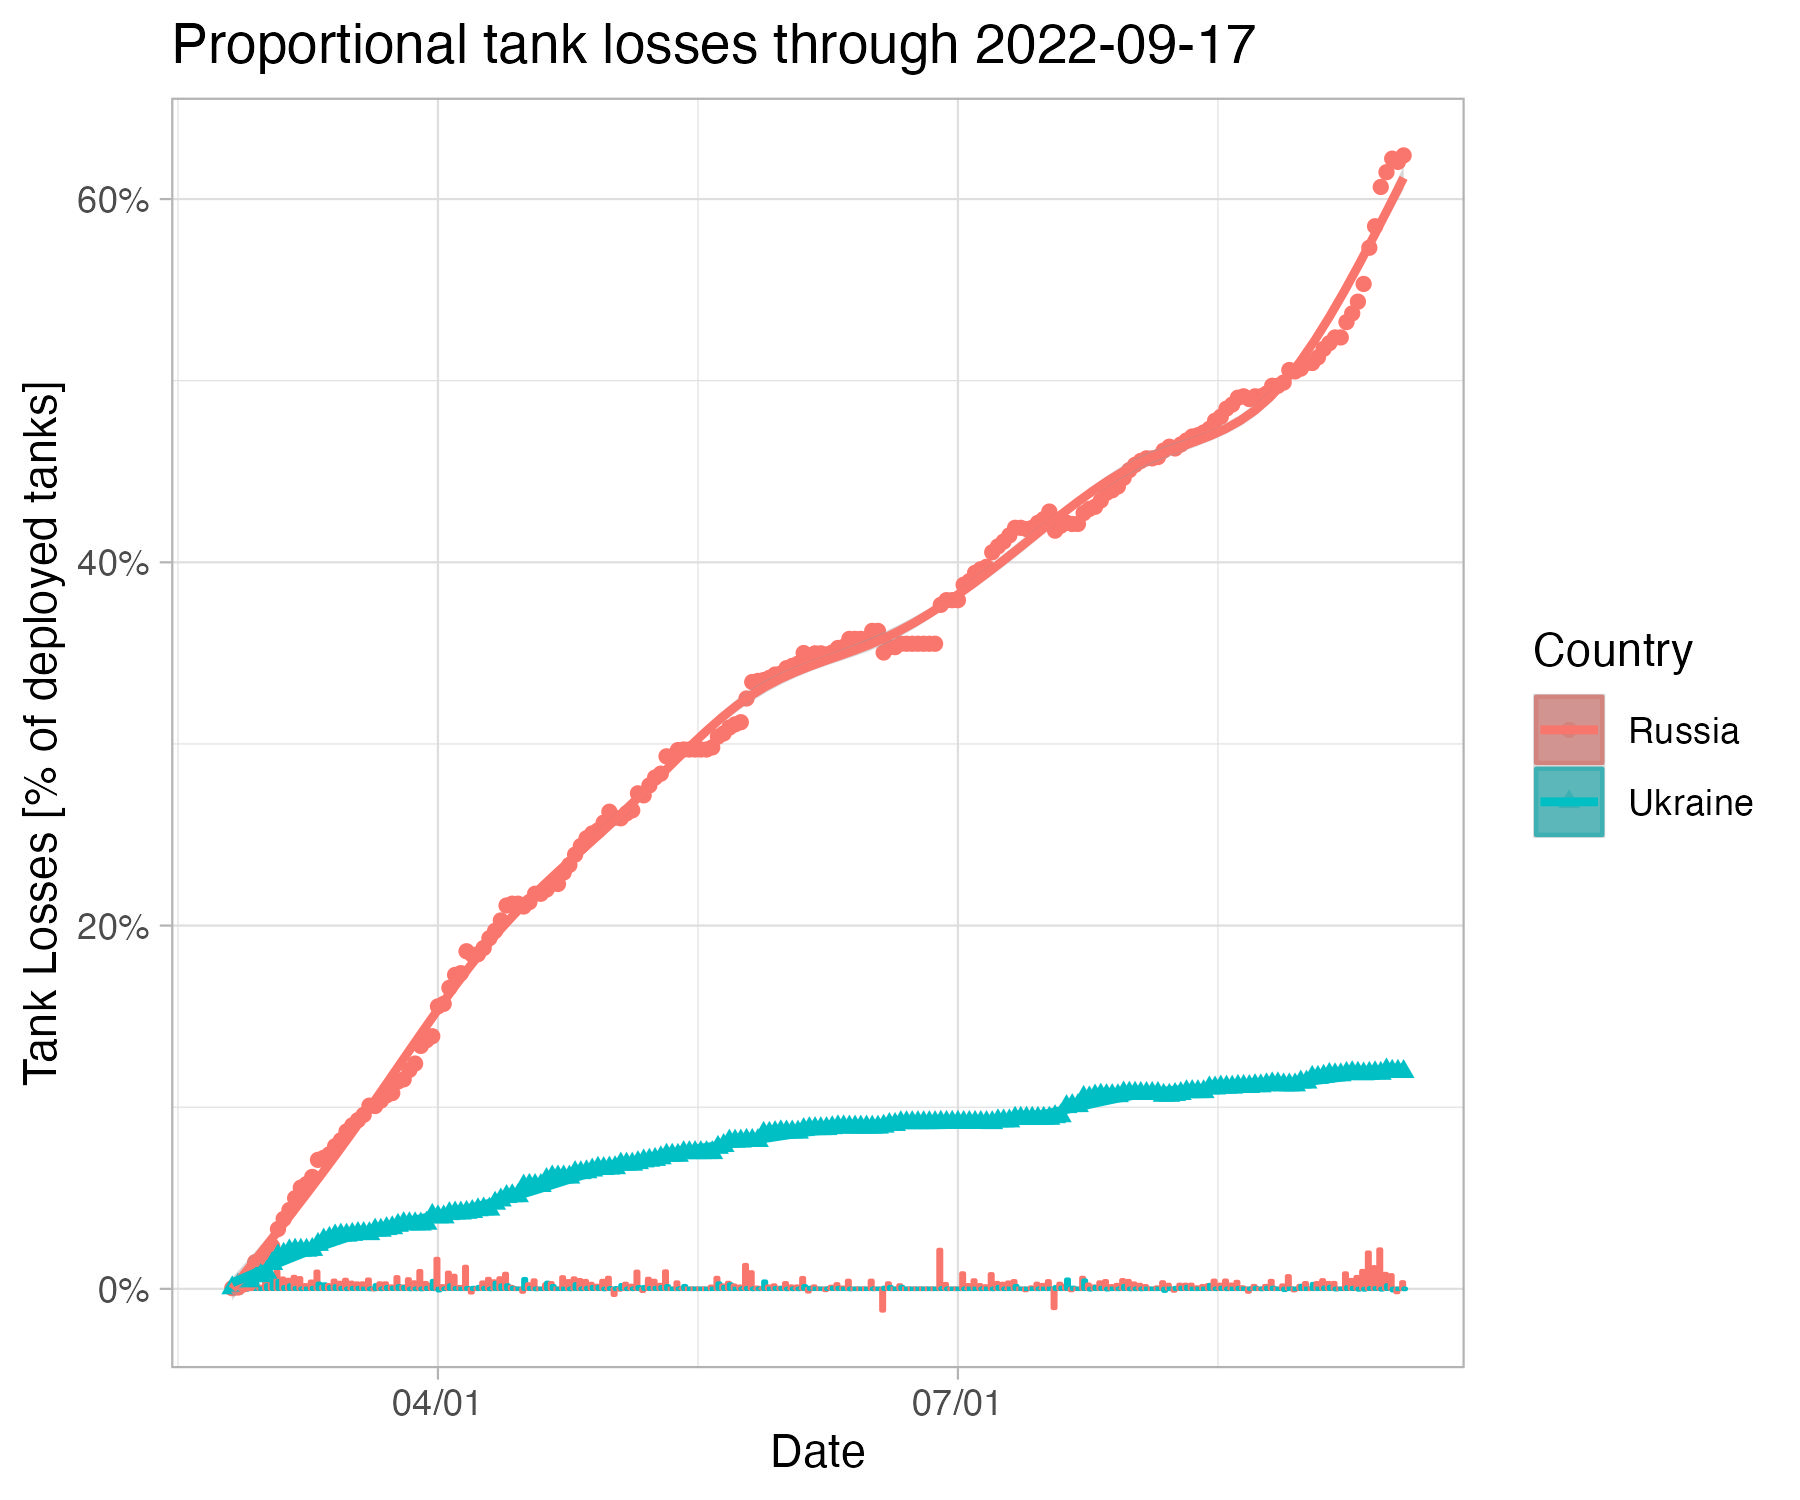 Proportional tank losses through 2022-09-17
Tank Losses [% of deployed tanks]
60%
40%
20%
0%
04/01
07/01
Date
Country
Russia
Ukraine